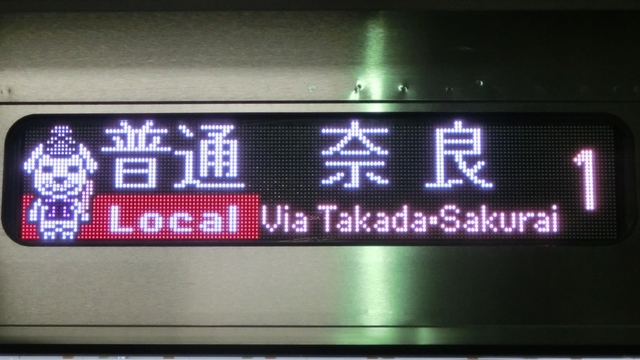 普通 奈良 1
Local Via Takada・Sakurai